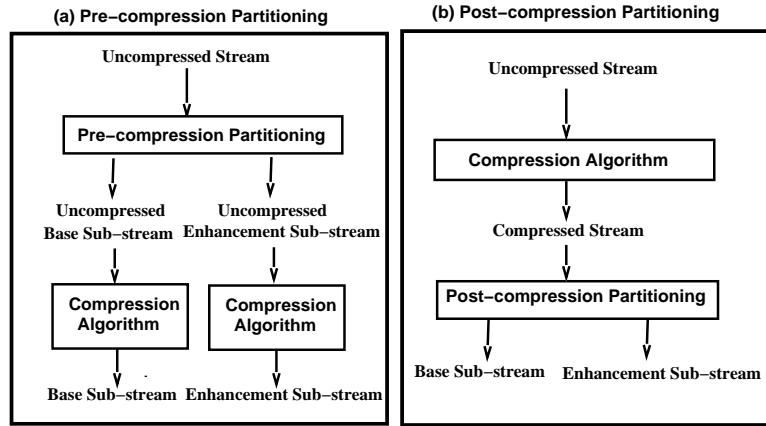 (a) Pre-compression Partitioning
Uncompressed Stream
Pre-compression Partitioning
Uncompressed
Base Sub-stream
Uncompressed
Enhancement Sub-stream
Compression
Algorithm
Compression
Algorithm
Base Sub-stream
Enhancement Sub-stream
(b) Post-compression Partitioning
Uncompressed Stream
Compression Algorithm
Compressed Stream
Post-compression Partitioning
Base Sub-stream
Enhancement Sub-stream